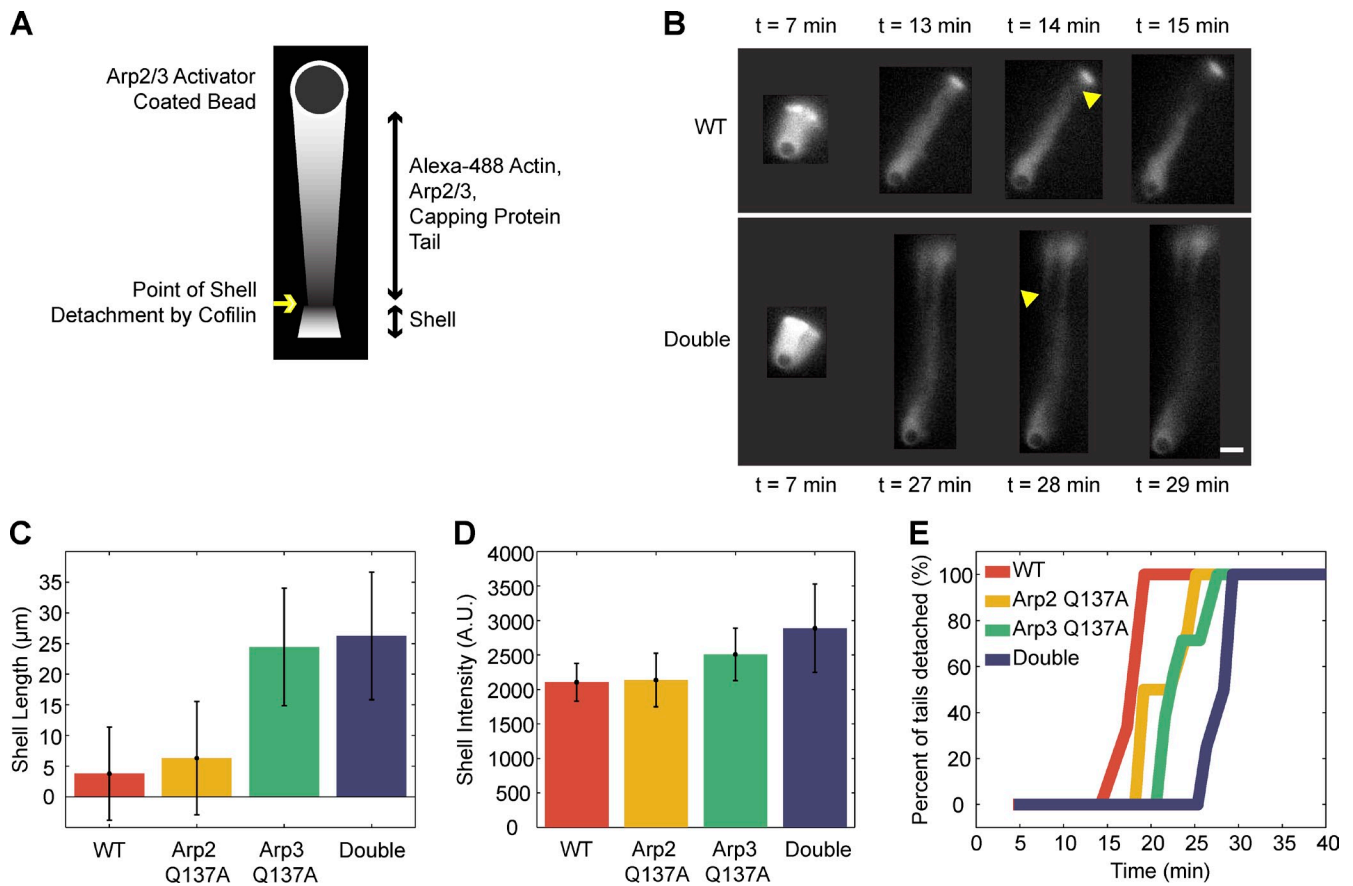 A
Arp2/3 Activator
Coated Bead
Alexa-488 Actin,
Arp2/3,
Capping Protein
Tail
Point of Shell
Detachment by Cofilin
Shell
B
t = 7 min
t = 13 min
t = 14 min
t = 15 min
WT
Double
t = 7 min
t = 27 min
t = 28 min
t = 29 min
C
Shell Length (µm)
35
30
25
20
15
10
5
0
WT
Arp2
Q137A
Arp3
Q137A
Double
D
Shell Intensity (A.U.)
4000
3500
3000
2500
2000
1500
1000
500
0
WT
Arp2
Q137A
Arp3
Q137A
Double
E
Percent of tails detached (%)
100
80
60
40
20
0
WT
Arp2 Q137A
Arp3 Q137A
Double
0
5
10
15
20
25
30
35
40
Time (min)